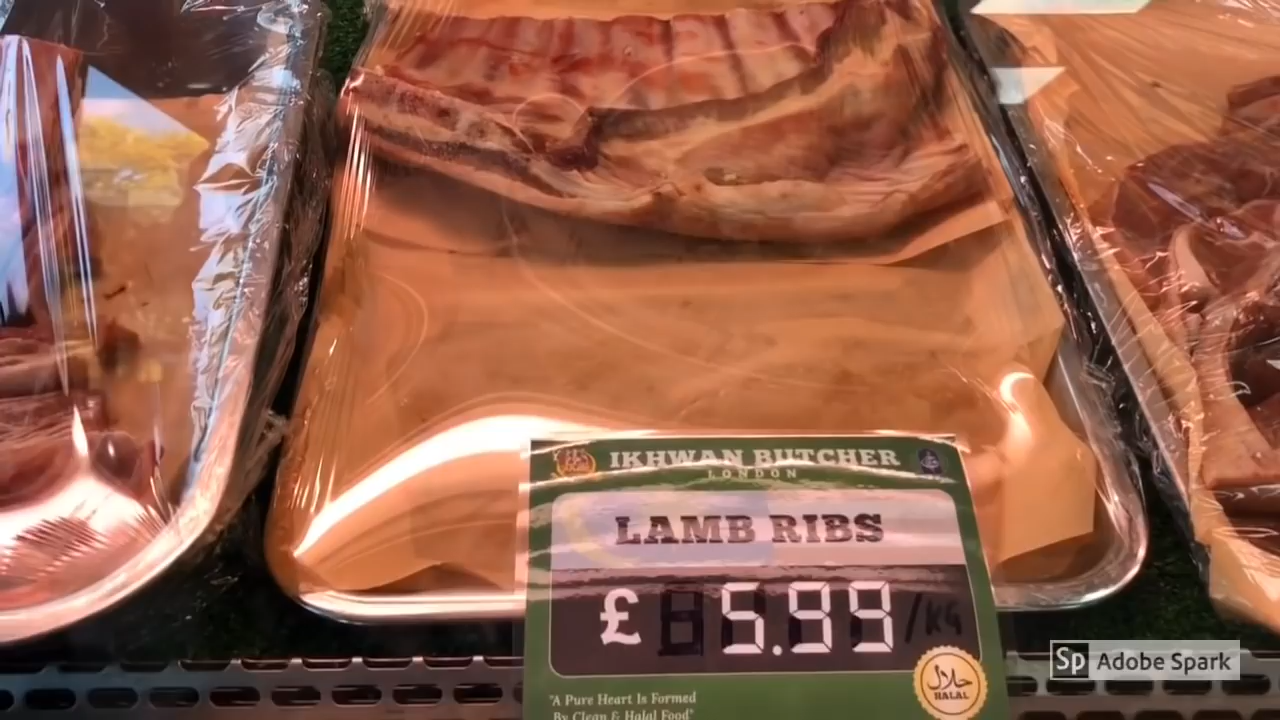 IKHWAN BUTCHER
LONDON
LAMB RIBS
£ 5.99 /KG
حلال
HALAL
"A Pure Heart Is Formed
By Clean & Halal Food"
Sp Adobe Spark